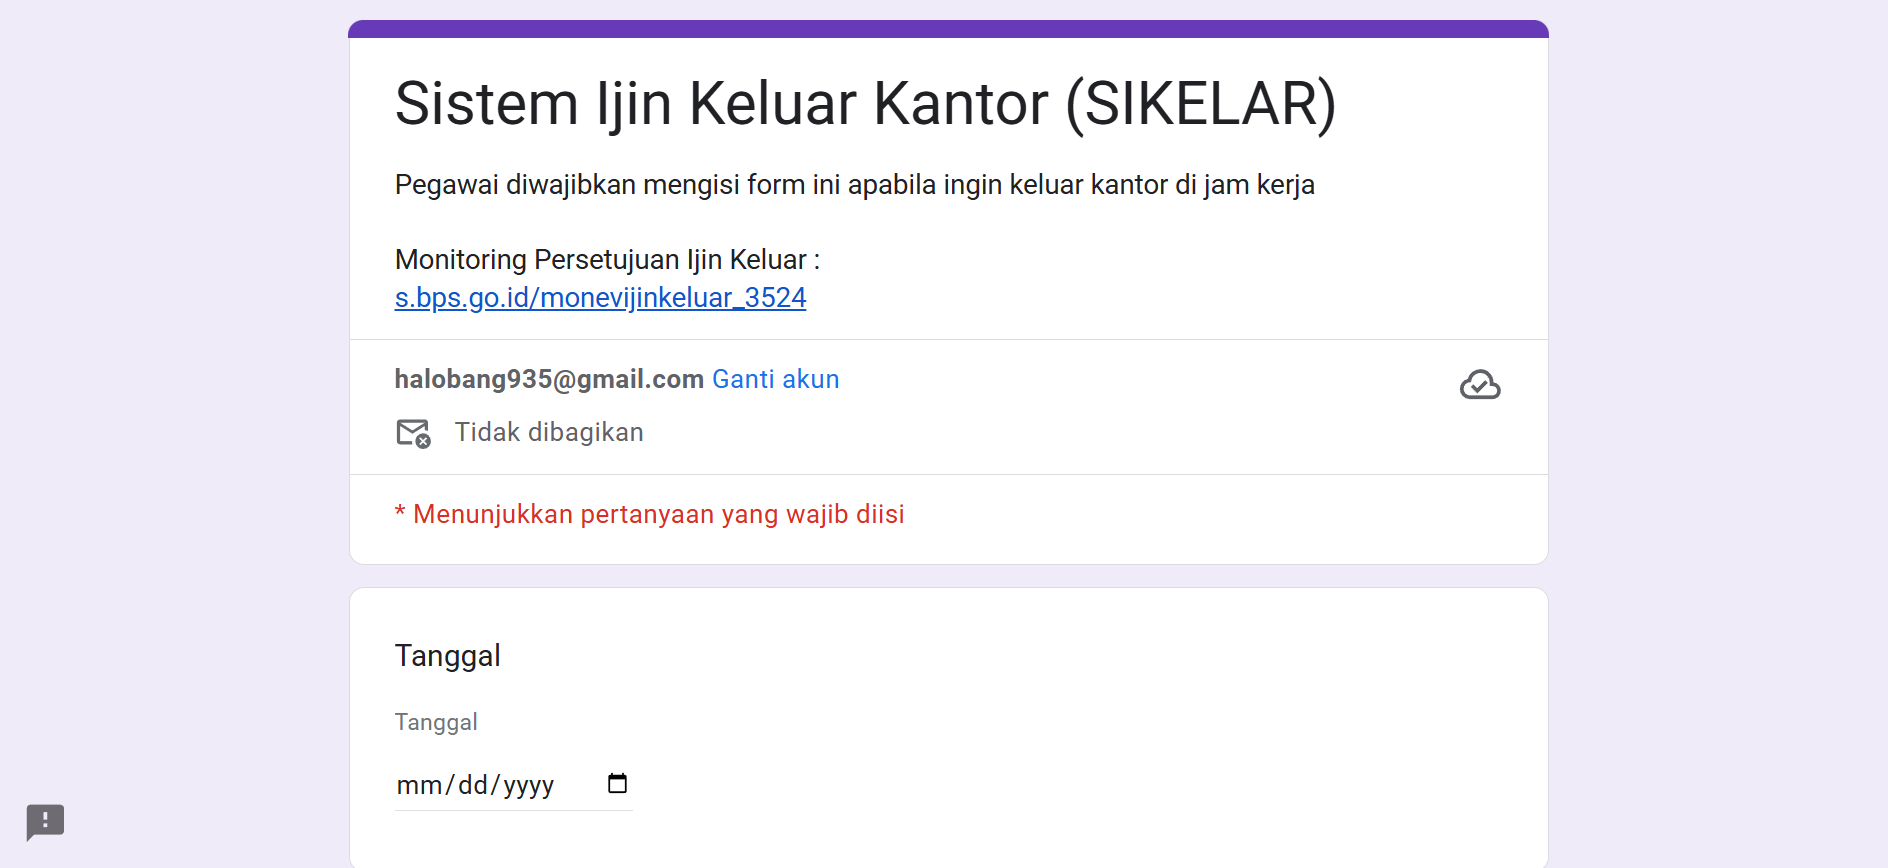 Sistem Ijin Keluar Kantor (SIKELAR)
Pegawai diwajibkan mengisi form ini apabila ingin keluar kantor di jam kerja
Monitoring Persetujuan Ijin Keluar :
s.bps.go.id/monevijinkeluar_3524
halobang935@gmail.com Ganti akun
Tidak dibagikan
* Menunjukkan pertanyaan yang wajib diisi
Tanggal
Tanggal
mm/dd/yyyy